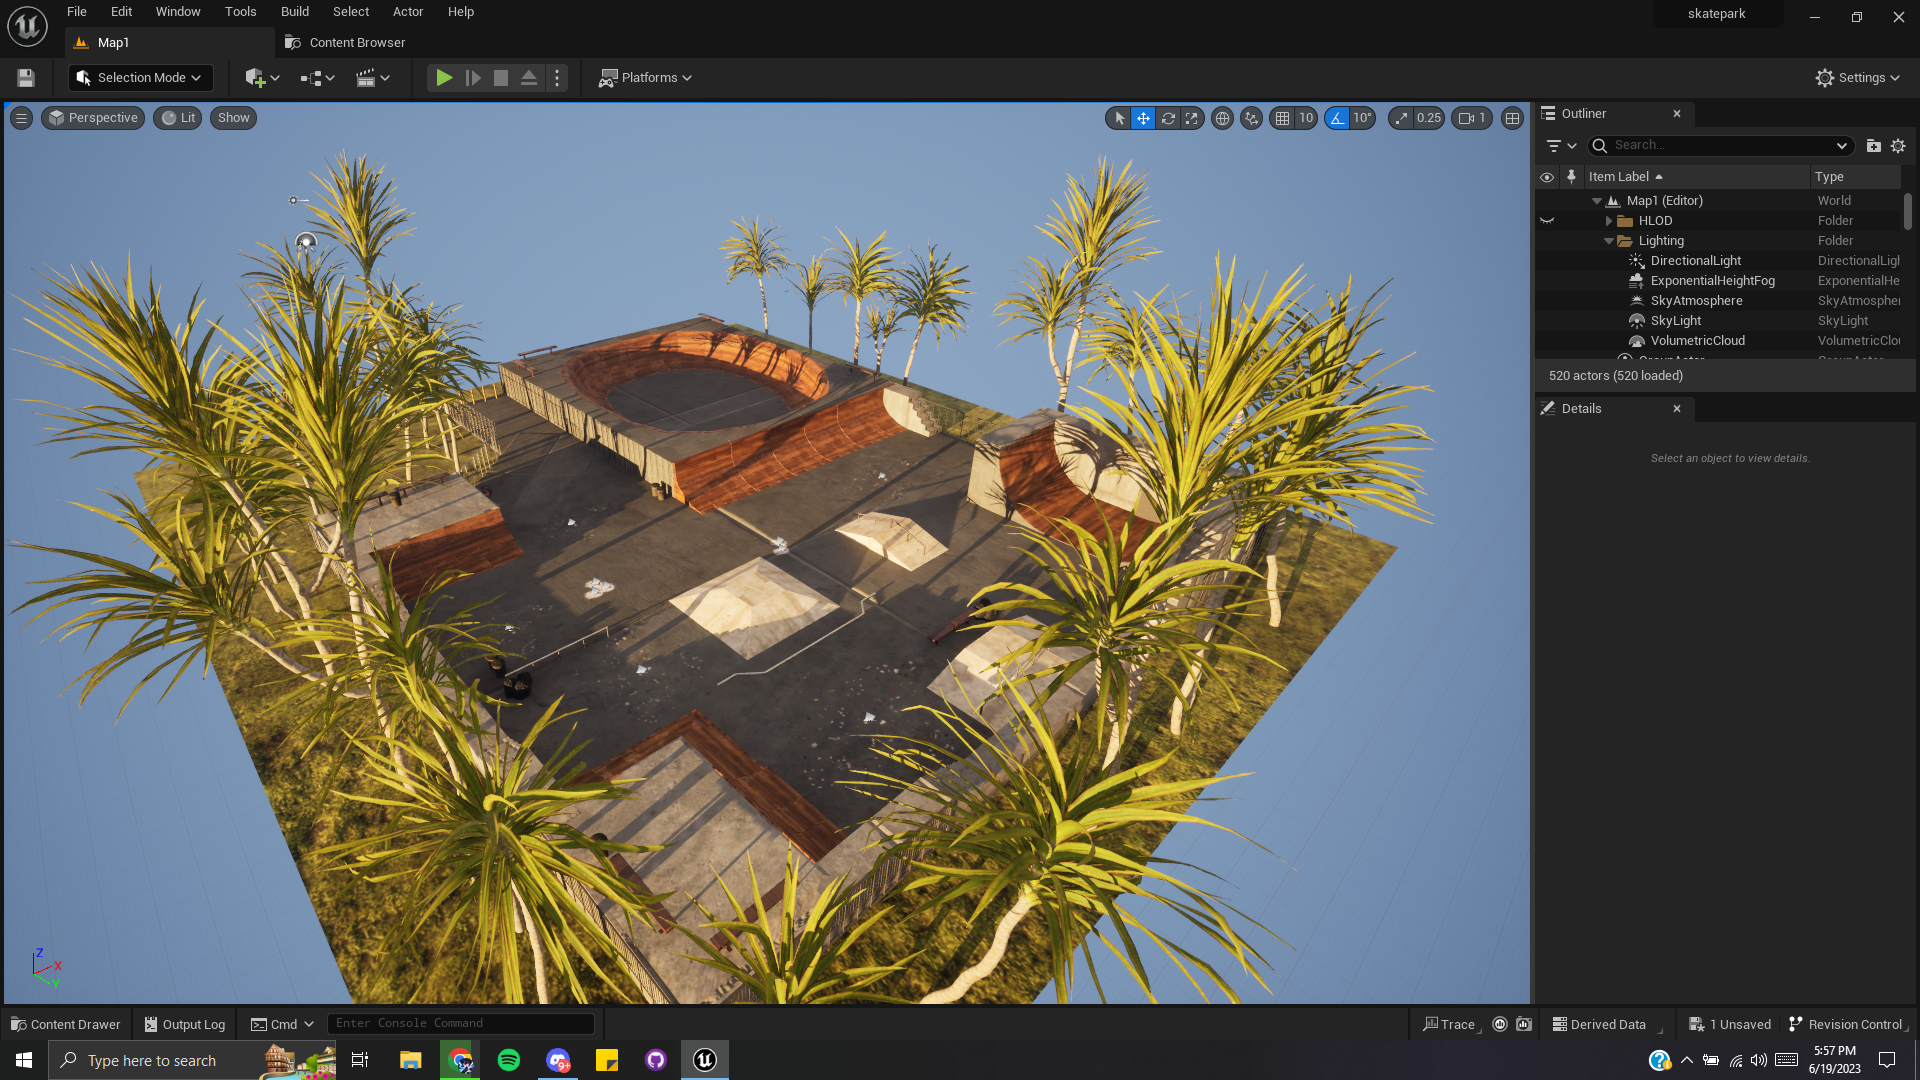 File Edit Window Tools Build Select Actor Help
skatepark
Map1
Content Browser
Selection Mode
Platforms
Settings
Perspective
Lit
Show
10
10°
0.25
1
Outliner
Search...
Item Label
Type
Map1 (Editor) World
HLOD Folder
Lighting Folder
DirectionalLight DirectionalLigl
ExponentialHeightFog ExponentialHe
SkyAtmosphere SkyAtmospher
SkyLight SkyLight
VolumetricCloud VolumetricClo
520 actors (520 loaded)
Details
Select an object to view details.
Z
X
Y
Content Drawer
Output Log
Cmd
Enter Console Command
Trace
Derived Data
1 Unsaved
Revision Control
Type here to search
9+
5:57 PM
6/19/2023